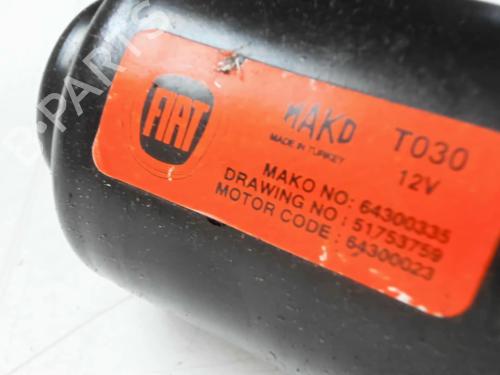 FIAT
MAKO T030
MADE IN TURKEY 12V
MAKO NO: 64300335
DRAWING NO : 51753759
MOTOR CODE : 64300023
B-PARTS